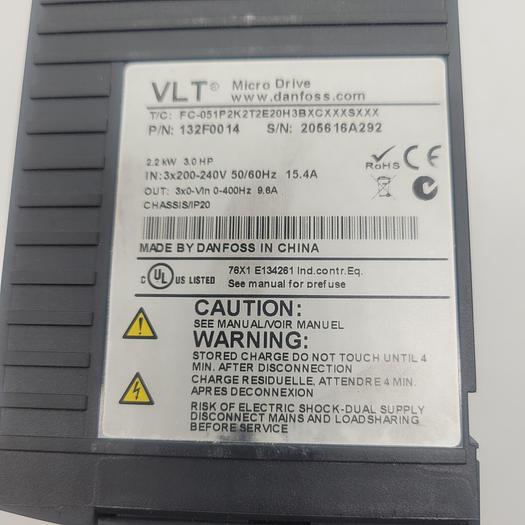 VLT® Micro Drive
www.danfoss.com
T/C: FC-051P2K2T2E20H3BXCXXXSXXX
P/N: 132F0014 S/N: 205616A292
2.2 kW 3.0 HP
IN: 3x200-240V 50/60Hz 15.4A
OUT: 3x0-Vin 0-400Hz 9.6A
CHASSIS/IP20
RoHS CE
MADE BY DANFOSS IN CHINA
C UL US LISTED
76X1 E134261 Ind.contr.Eq.
See manual for prefuse
CAUTION:
SEE MANUAL/VOIR MANUEL
WARNING:
STORED CHARGE DO NOT TOUCH UNTIL 4
MIN. AFTER DISCONNECTION
CHARGE RESIDUELLE, ATTENDRE 4 MIN.
APRES DECONNEXION
RISK OF ELECTRIC SHOCK-DUAL SUPPLY
DISCONNECT MAINS AND LOADSHARING
BEFORE SERVICE